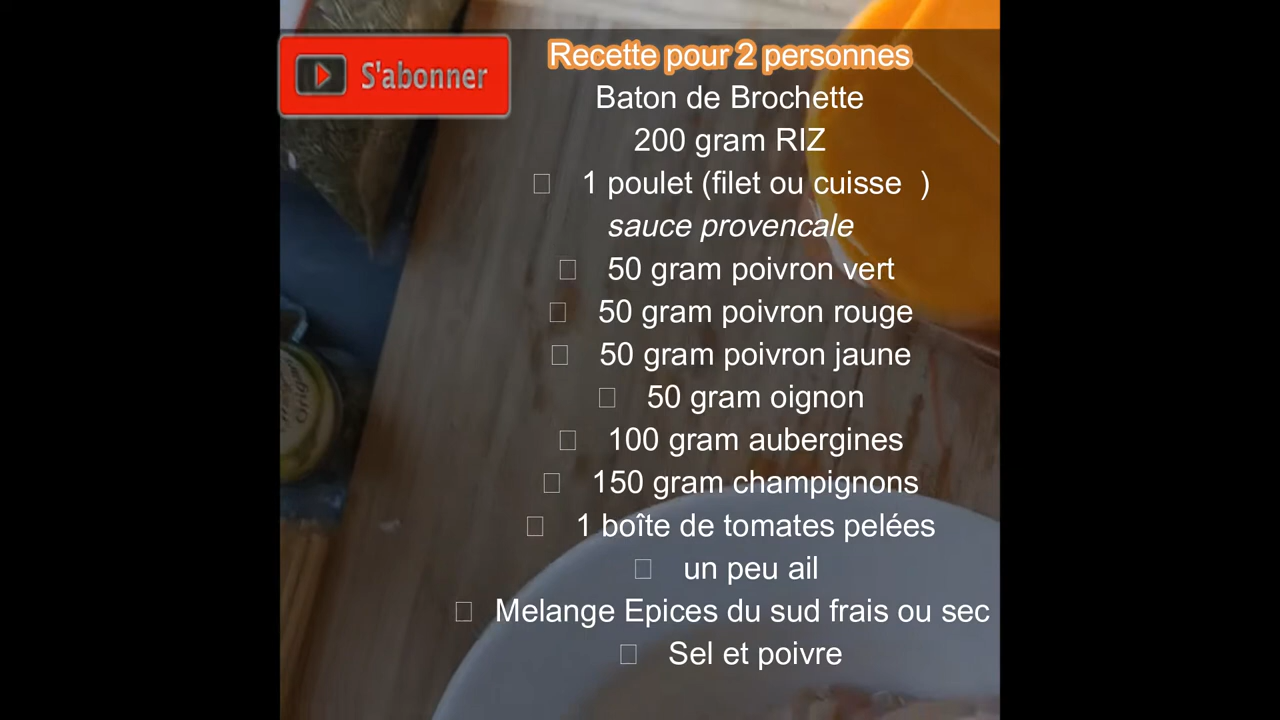 S'abonner
Recette pour 2 personnes
Baton de Brochette
200 gram RIZ
1 poulet (filet ou cuisse )
sauce provencale
50 gram poivron vert
50 gram poivron rouge
50 gram poivron jaune
50 gram oignon
100 gram aubergines
150 gram champignons
1 boîte de tomates pelées
un peu ail
Melange Epices du sud frais ou sec
Sel et poivre